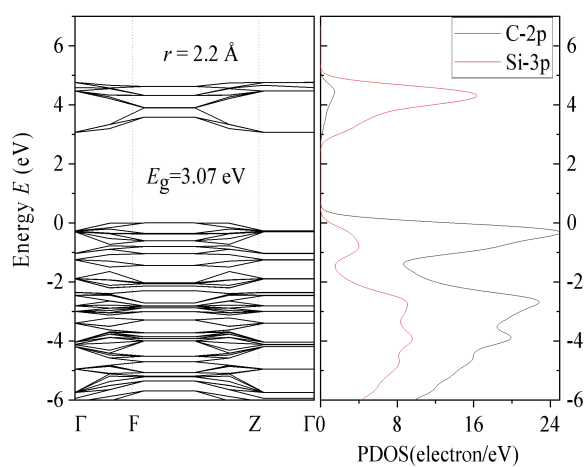 r = 2.2 Å
E_g=3.07 eV
Energy E (eV)
6
4
2
0
-2
-4
-6
Γ F Z Γ
C-2p
Si-3p
6
4
2
0
-2
-4
-6
0 8 16 24
PDOS(electron/eV)